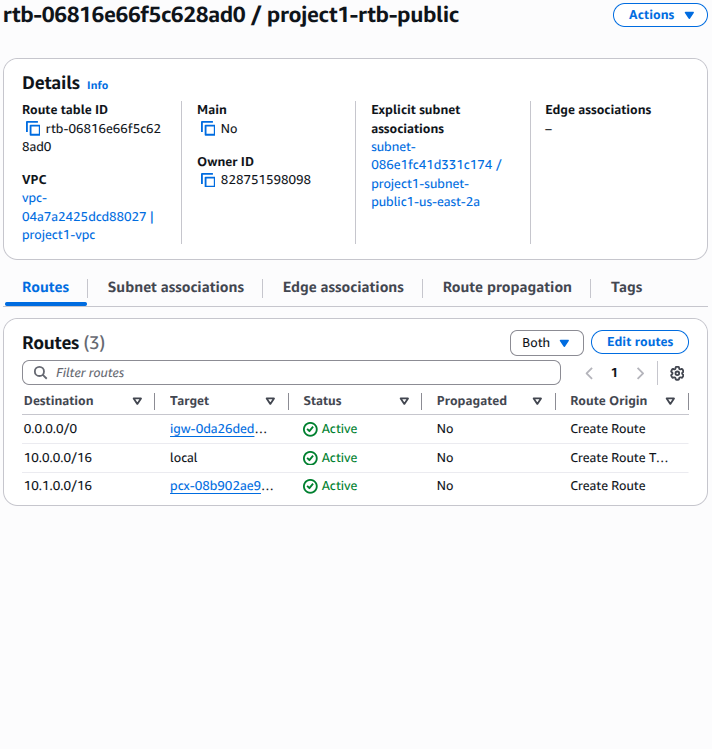 rtb-06816e66f5c628ad0 / project1-rtb-public
Actions
Details Info
Route table ID
rtb-06816e66f5c62
8ad0
VPC
vpc-
04a7a2425dcd88027 |
project1-vpc
Main
No
Owner ID
828751598098
Explicit subnet
associations
subnet-
086e1fc41d331c174 /
project1-subnet-
public1-us-east-2a
Edge associations
–
Routes Subnet associations Edge associations Route propagation Tags
Routes (3)
Both Edit routes
Filter routes
1
Destination Target Status Propagated Route Origin
0.0.0.0/0 igw-0da26ded... Active No Create Route
10.0.0.0/16 local Active No Create Route T...
10.1.0.0/16 pcx-08b902ae9... Active No Create Route